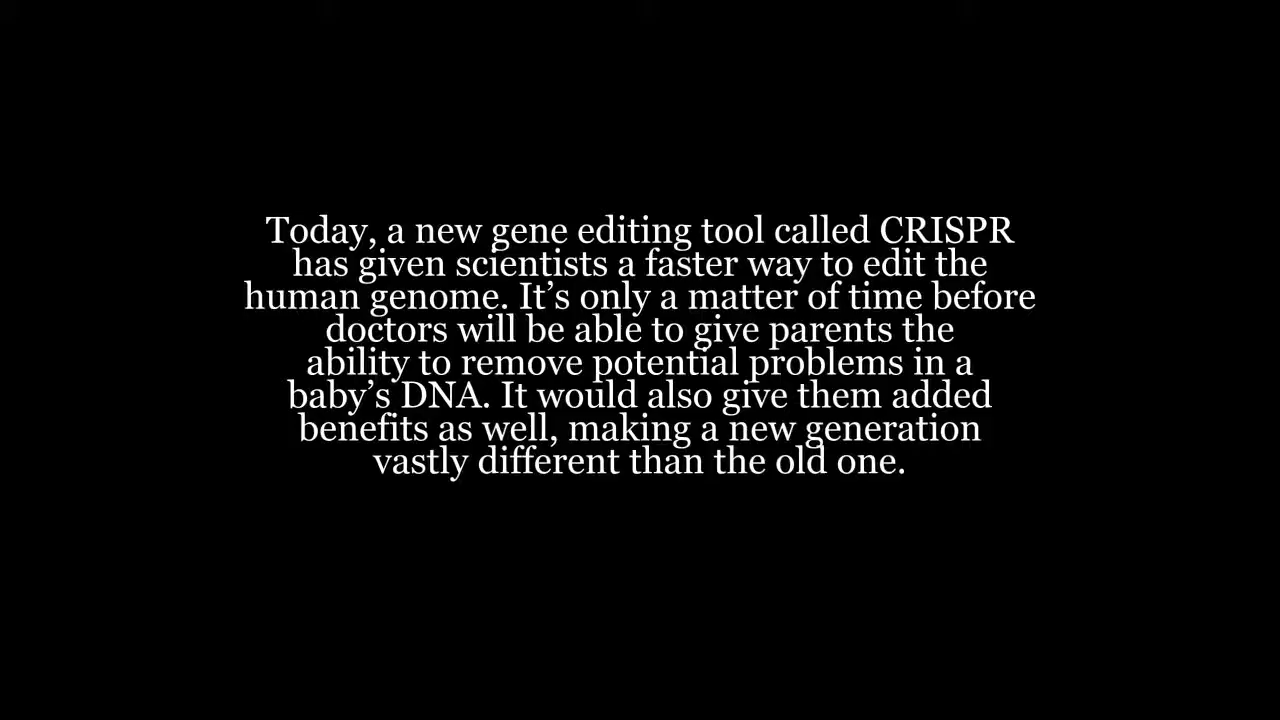 Today, a new gene editing tool called CRISPR
has given scientists a faster way to edit the
human genome. It’s only a matter of time before
doctors will be able to give parents the
ability to remove potential problems in a
baby’s DNA. It would also give them added
benefits as well, making a new generation
vastly different than the old one.